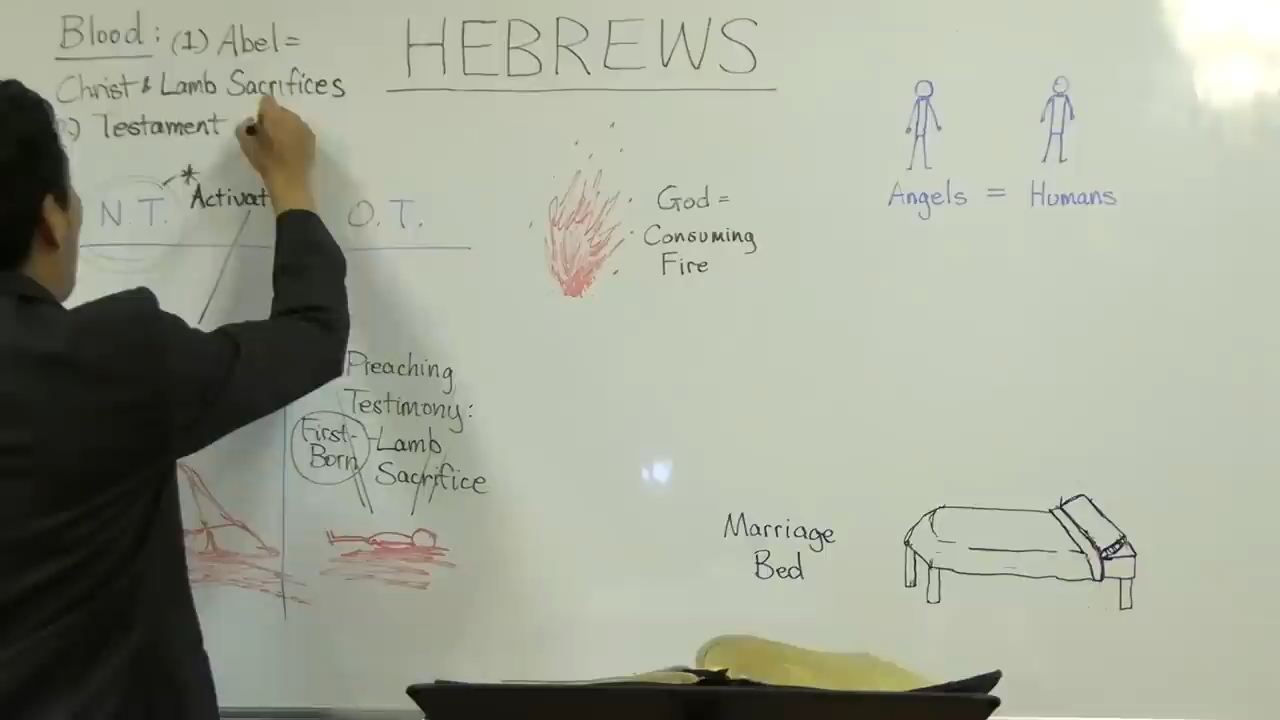 Blood: (1) Abel =
Christ & Lamb Sacrifices
) Testament
HEBREWS
N.T.
* Activat
O.T.
God =
Consuming
Fire
Angels = Humans
Preaching
Testimony:
First-
Born
-Lamb
Sacrifice
Marriage
Bed